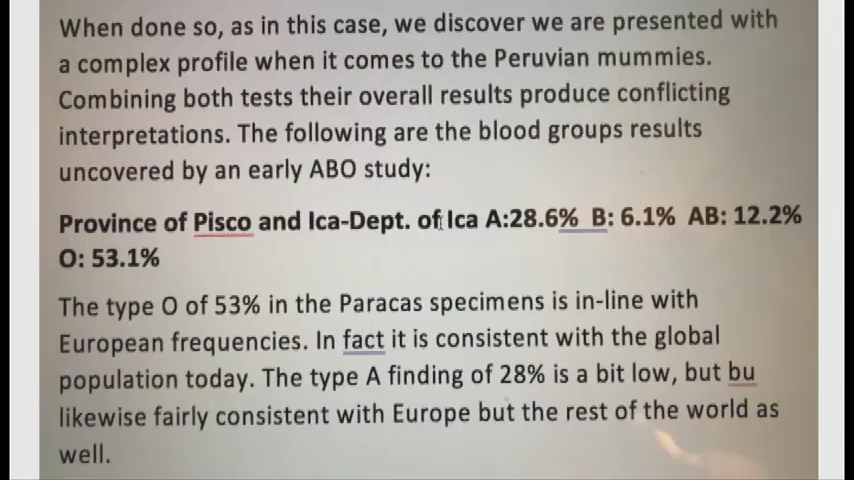 When done so, as in this case, we discover we are presented with
a complex profile when it comes to the Peruvian mummies.
Combining both tests their overall results produce conflicting
interpretations. The following are the blood groups results
uncovered by an early ABO study:
Province of Pisco and Ica-Dept. of Ica A:28.6% B: 6.1% AB: 12.2%
O: 53.1%
The type O of 53% in the Paracas specimens is in-line with
European frequencies. In fact it is consistent with the global
population today. The type A finding of 28% is a bit low, but bu
likewise fairly consistent with Europe but the rest of the world as
well.